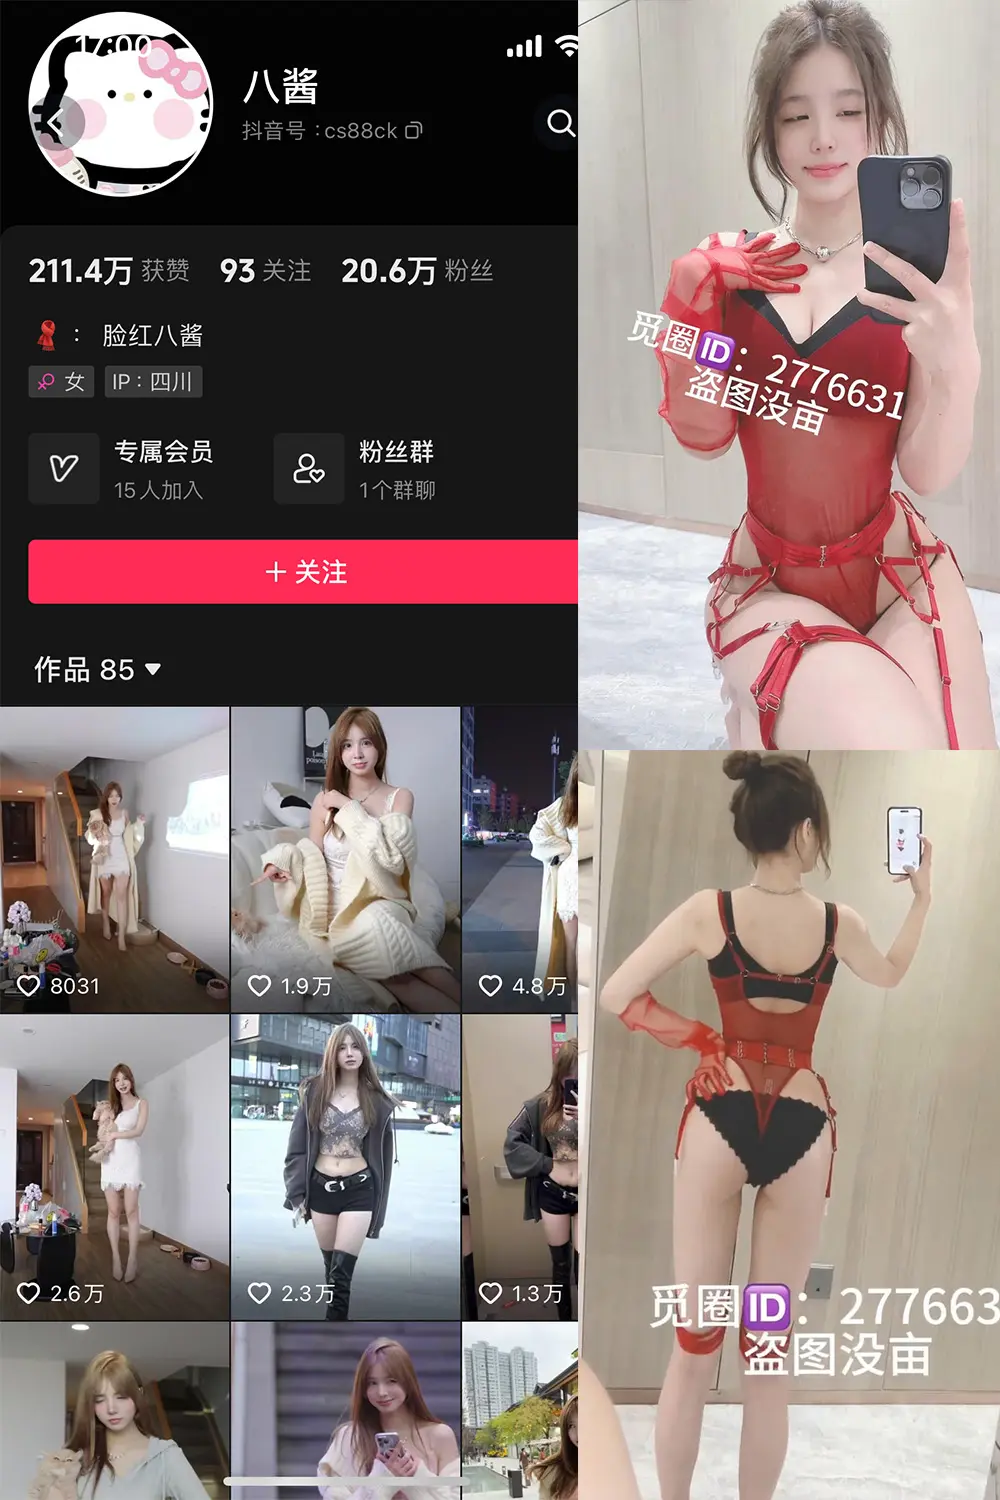 17:00
八酱
抖音号：cs88ck
211.4万 获赞 93 关注 20.6万 粉丝
： 脸红八酱
女 IP：四川
专属会员
15人加入
粉丝群
1个群聊
+ 关注
作品 85
8031
1.9万
4.8万
2.6万
2.3万
1.3万
觅圈ID：2776631
盗图没亩
觅圈ID：277663
盗图没亩